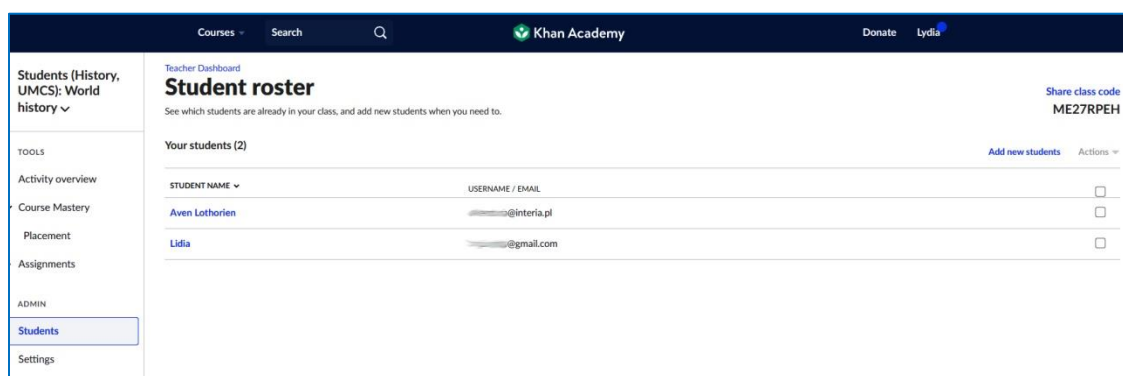 Courses Search Khan Academy Donate Lydia
Students (History,
UMCS): World
history
TOOLS
Activity overview
Course Mastery
Placement
Assignments
ADMIN
Students
Settings
Teacher Dashboard
Student roster
See which students are already in your class, and add new students when you need to.
Share class code
ME27RPEH
Your students (2)
Add new students Actions
STUDENT NAME USERNAME / EMAIL
Aven Lothorien @interia.pl
Lidia @gmail.com